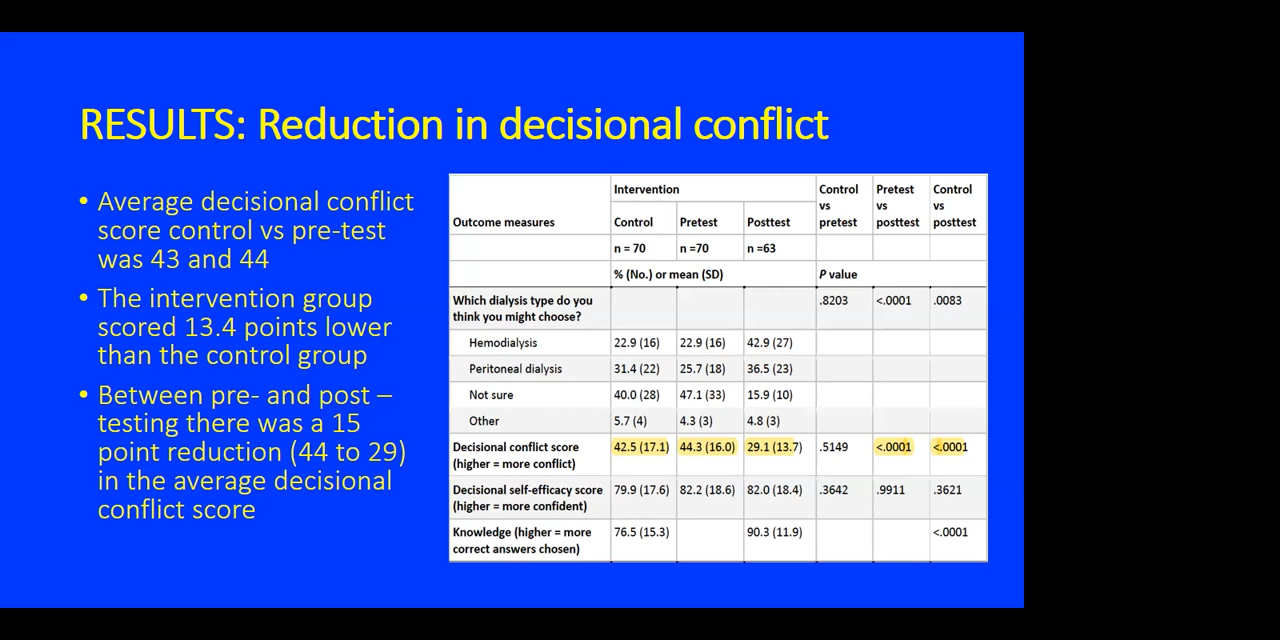 RESULTS: Reduction in decisional conflict
• Average decisional conflict
score control vs pre-test
was 43 and 44
• The intervention group
scored 13.4 points lower
than the control group
• Between pre- and post –
testing there was a 15
point reduction (44 to 29)
in the average decisional
conflict score
Outcome measures
Intervention
Control
vs
pretest
Pretest
vs
posttest
Control
vs
posttest
Control Pretest Posttest
n = 70 n =70 n =63
% (No.) or mean (SD) P value
Which dialysis type do you
think you might choose?
.8203 <.0001 .0083
Hemodialysis 22.9 (16) 22.9 (16) 42.9 (27)
Peritoneal dialysis 31.4 (22) 25.7 (18) 36.5 (23)
Not sure 40.0 (28) 47.1 (33) 15.9 (10)
Other 5.7 (4) 4.3 (3) 4.8 (3)
Decisional conflict score
(higher = more conflict)
42.5 (17.1) 44.3 (16.0) 29.1 (13.7) .5149 <.0001 <.0001
Decisional self-efficacy score
(higher = more confident)
79.9 (17.6) 82.2 (18.6) 82.0 (18.4) .3642 .9911 .3621
Knowledge (higher = more
correct answers chosen)
76.5 (15.3) 90.3 (11.9) <.0001